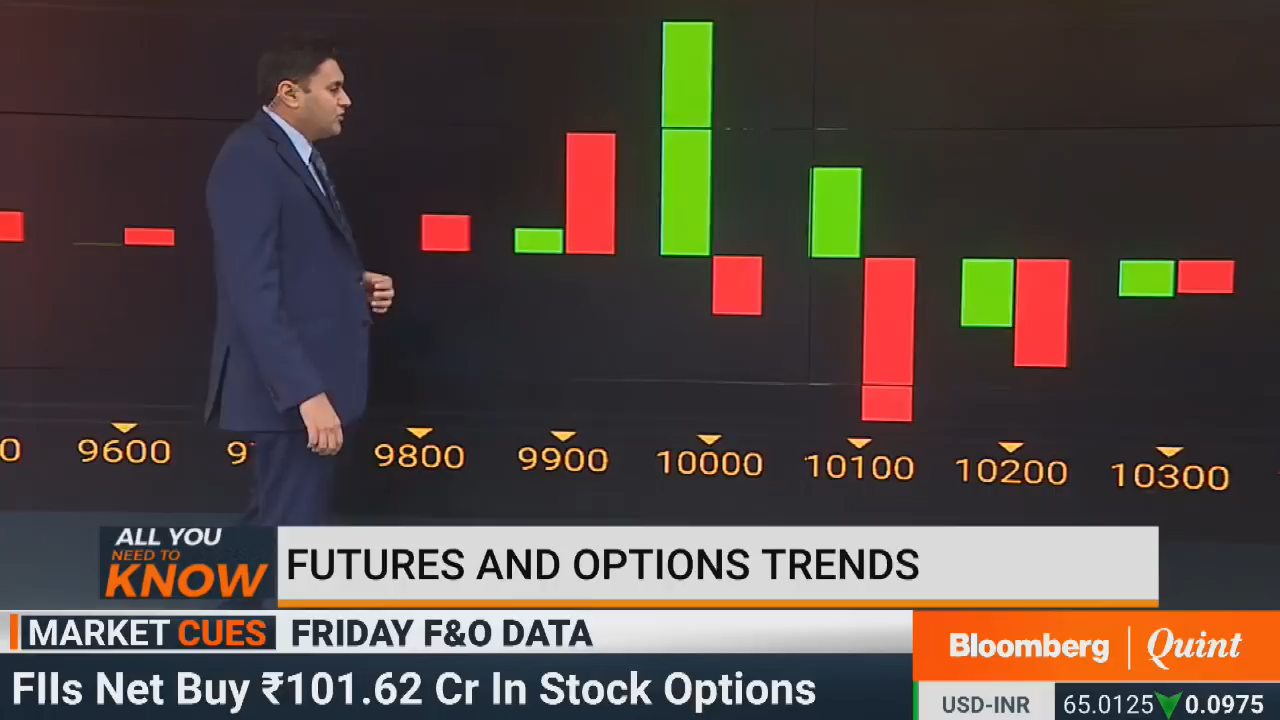 9600
9800
9900
10000
10100
10200
10300
ALL YOU
NEED TO
KNOW
FUTURES AND OPTIONS TRENDS
MARKET CUES FRIDAY F&O DATA
FIIs Net Buy ₹101.62 Cr In Stock Options
Bloomberg | Quint
USD-INR 65.0125 ▼ 0.0975